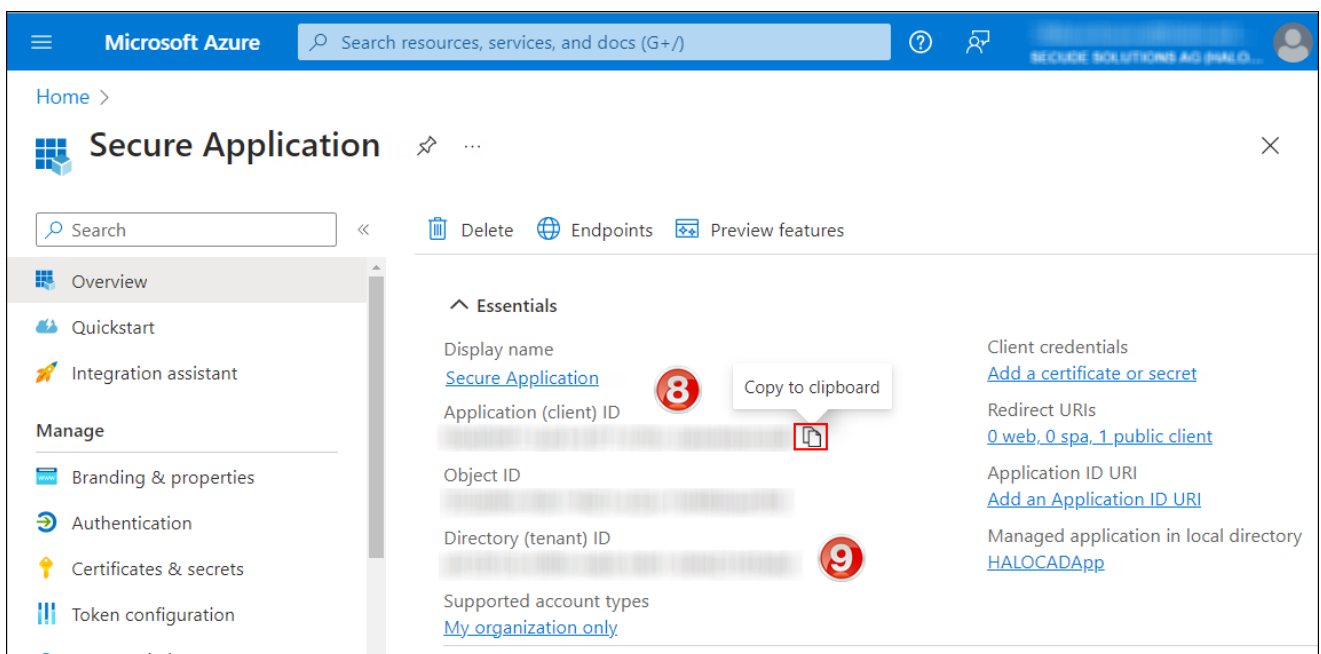 Microsoft Azure
Search resources, services, and docs (G+/)
SECUDE SOLUTIONS AG (HALO...
Home >
Secure Application
...
Search
«
Delete
Endpoints
Preview features
Overview
Quickstart
Integration assistant
Manage
Branding & properties
Authentication
Certificates & secrets
Token configuration
Essentials
Display name
Secure Application
8
Copy to clipboard
Application (client) ID
Object ID
Directory (tenant) ID
9
Supported account types
My organization only
Client credentials
Add a certificate or secret
Redirect URIs
0 web, 0 spa, 1 public client
Application ID URI
Add an Application ID URI
Managed application in local directory
HALOCADApp